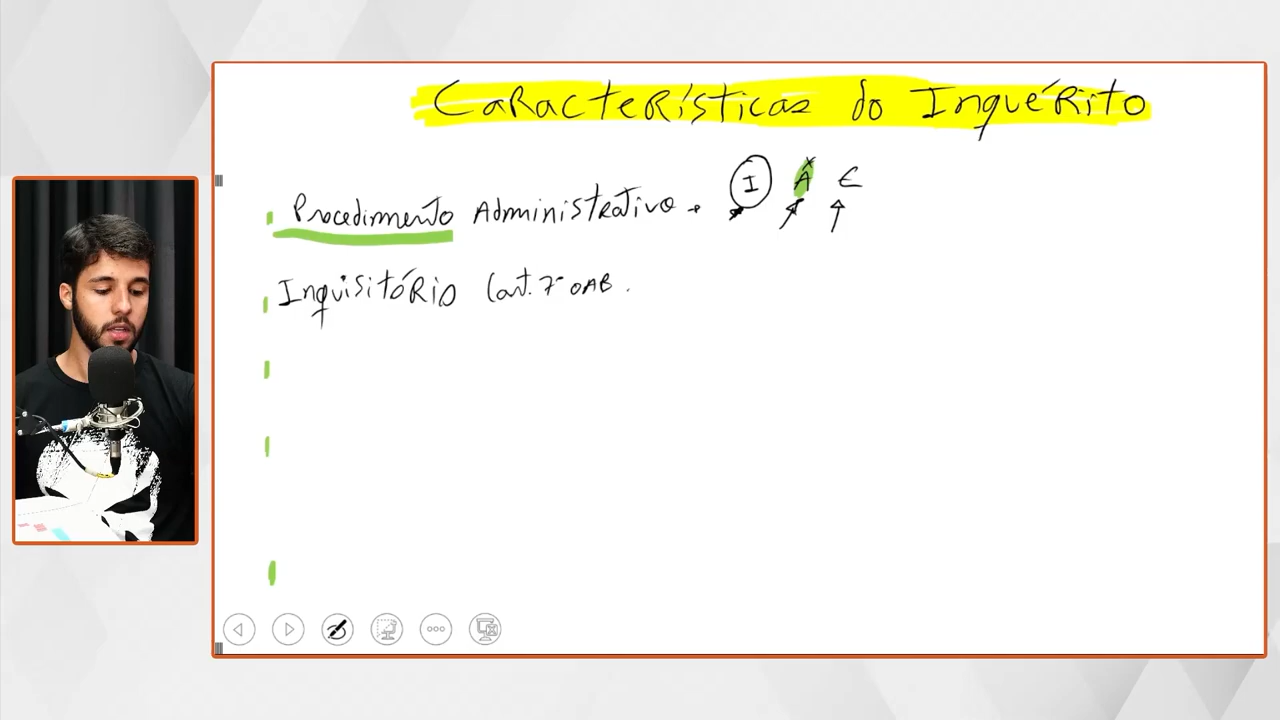 Características do Inquérito
Procedimento Administrativo → I A E
Inquisitório (art. 7º OAB.